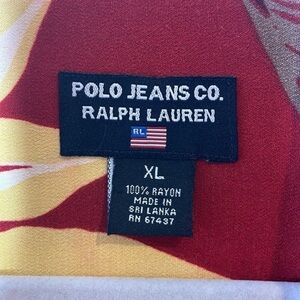 POLO JEANS CO.
RALPH LAUREN
RL
XL
100% RAYON
MADE IN
SRI LANKA
RN 67437